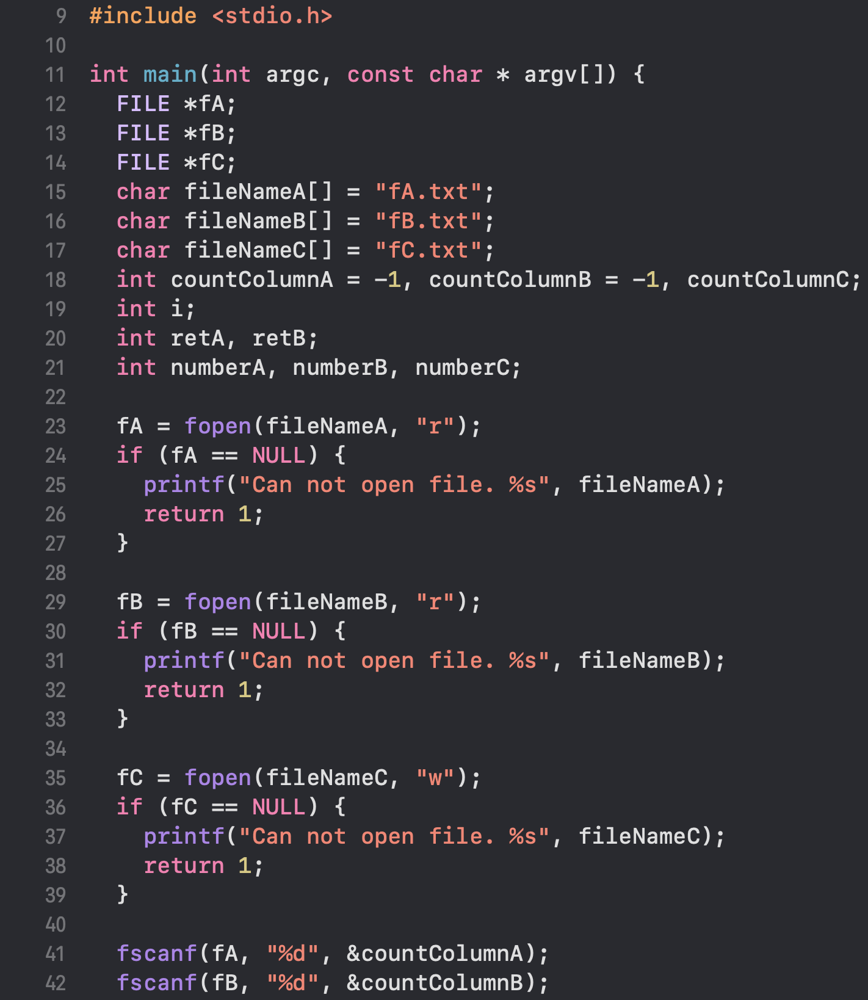 9 #include <stdio.h>
10
11 int main(int argc, const char * argv[]) {
12   FILE *fA;
13   FILE *fB;
14   FILE *fC;
15   char fileNameA[] = "fA.txt";
16   char fileNameB[] = "fB.txt";
17   char fileNameC[] = "fC.txt";
18   int countColumnA = -1, countColumnB = -1, countColumnC;
19   int i;
20   int retA, retB;
21   int numberA, numberB, numberC;
22
23   fA = fopen(fileNameA, "r");
24   if (fA == NULL) {
25     printf("Can not open file. %s", fileNameA);
26     return 1;
27   }
28
29   fB = fopen(fileNameB, "r");
30   if (fB == NULL) {
31     printf("Can not open file. %s", fileNameB);
32     return 1;
33   }
34
35   fC = fopen(fileNameC, "w");
36   if (fC == NULL) {
37     printf("Can not open file. %s", fileNameC);
38     return 1;
39   }
40
41   fscanf(fA, "%d", &countColumnA);
42   fscanf(fB, "%d", &countColumnB);